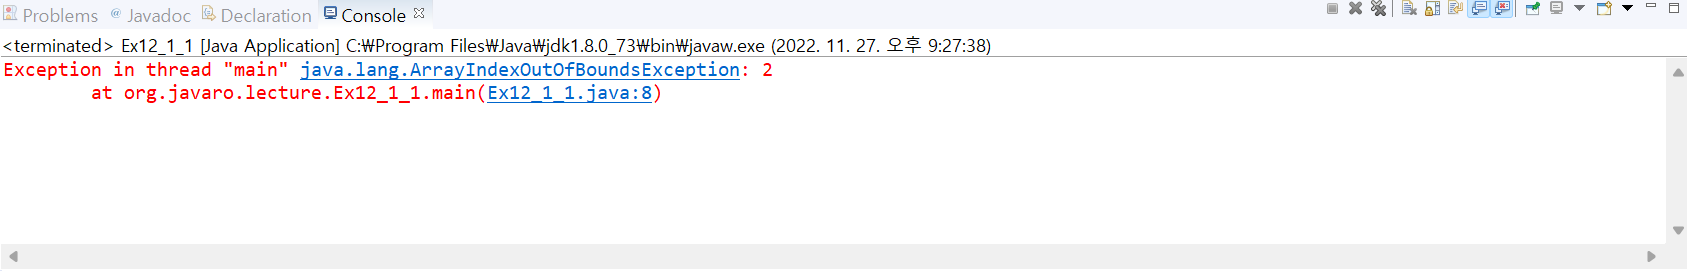 Problems @ Javadoc Declaration Console
<terminated> Ex12_1_1 [Java Application] C:₩Program Files₩Java₩jdk1.8.0_73₩bin₩javaw.exe (2022. 11. 27. 오후 9:27:38)
Exception in thread "main" java.lang.ArrayIndexOutOfBoundsException: 2
at org.javaro.lecture.Ex12_1_1.main(Ex12_1_1.java:8)